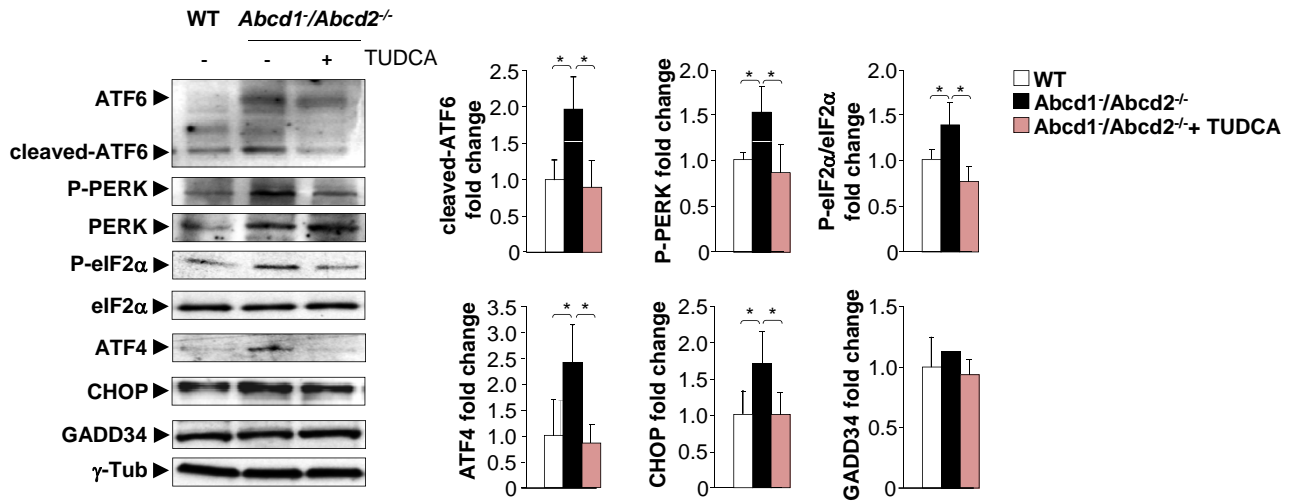 WT Abcd1⁻/Abcd2⁻/⁻
- - + TUDCA
ATF6
cleaved-ATF6
P-PERK
PERK
P-eIF2α
eIF2α
ATF4
CHOP
GADD34
γ-Tub
cleaved-ATF6
fold change
2.5
2.0
1.5
1.0
0.5
0
* *
P-PERK fold change
2.0
1.5
1.0
0.5
0
* *
P-eIF2α/eIF2α
fold change
2.0
1.5
1.0
0.5
0
* *
WT
Abcd1⁻/Abcd2⁻/⁻
Abcd1⁻/Abcd2⁻/⁻+ TUDCA
ATF4 fold change
3.5
3.0
2.5
2.0
1.5
1.0
0.5
0
* *
CHOP fold change
2.5
2.0
1.5
1.0
0.5
0
* *
GADD34 fold change
1.5
1.0
0.5
0